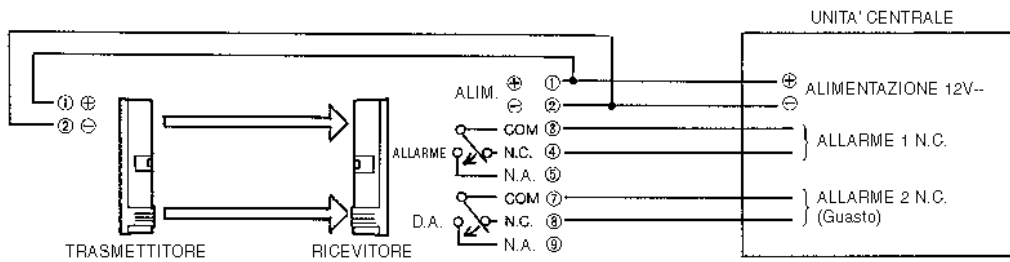 UNITA' CENTRALE
① ⊕
② ⊖
ALIM. ⊕ ①
⊖ ②
⊕ ALIMENTAZIONE 12V--
⊖
ALLARME
COM ③
N.C. ④
N.A. ⑤
ALLARME 1 N.C.
D.A.
COM ⑦
N.C. ⑧
N.A. ⑨
ALLARME 2 N.C.
(Guasto)
TRASMETTITORE
RICEVITORE